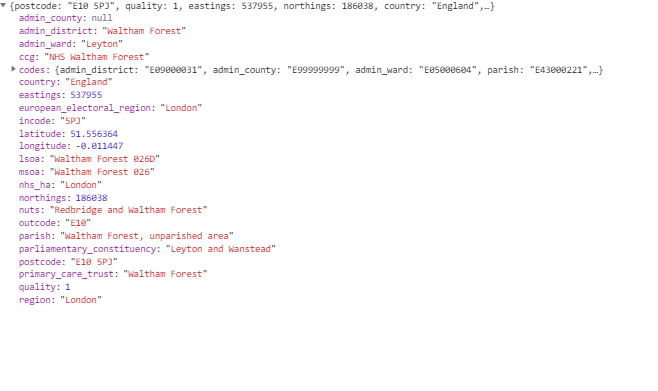 {postcode: "E10 5PJ", quality: 1, eastings: 537955, northings: 186038, country: "England",…}
admin_county: null
admin_district: "Waltham Forest"
admin_ward: "Leyton"
ccg: "NHS Waltham Forest"
codes: {admin_district: "E09000031", admin_county: "E99999999", admin_ward: "E05000604", parish: "E43000221",…}
country: "England"
eastings: 537955
european_electoral_region: "London"
incode: "5PJ"
latitude: 51.556364
longitude: -0.011447
lsoa: "Waltham Forest 026D"
msoa: "Waltham Forest 026"
nhs_ha: "London"
northings: 186038
nuts: "Redbridge and Waltham Forest"
outcode: "E10"
parish: "Waltham Forest, unparished area"
parliamentary_constituency: "Leyton and Wanstead"
postcode: "E10 5PJ"
primary_care_trust: "Waltham Forest"
quality: 1
region: "London"